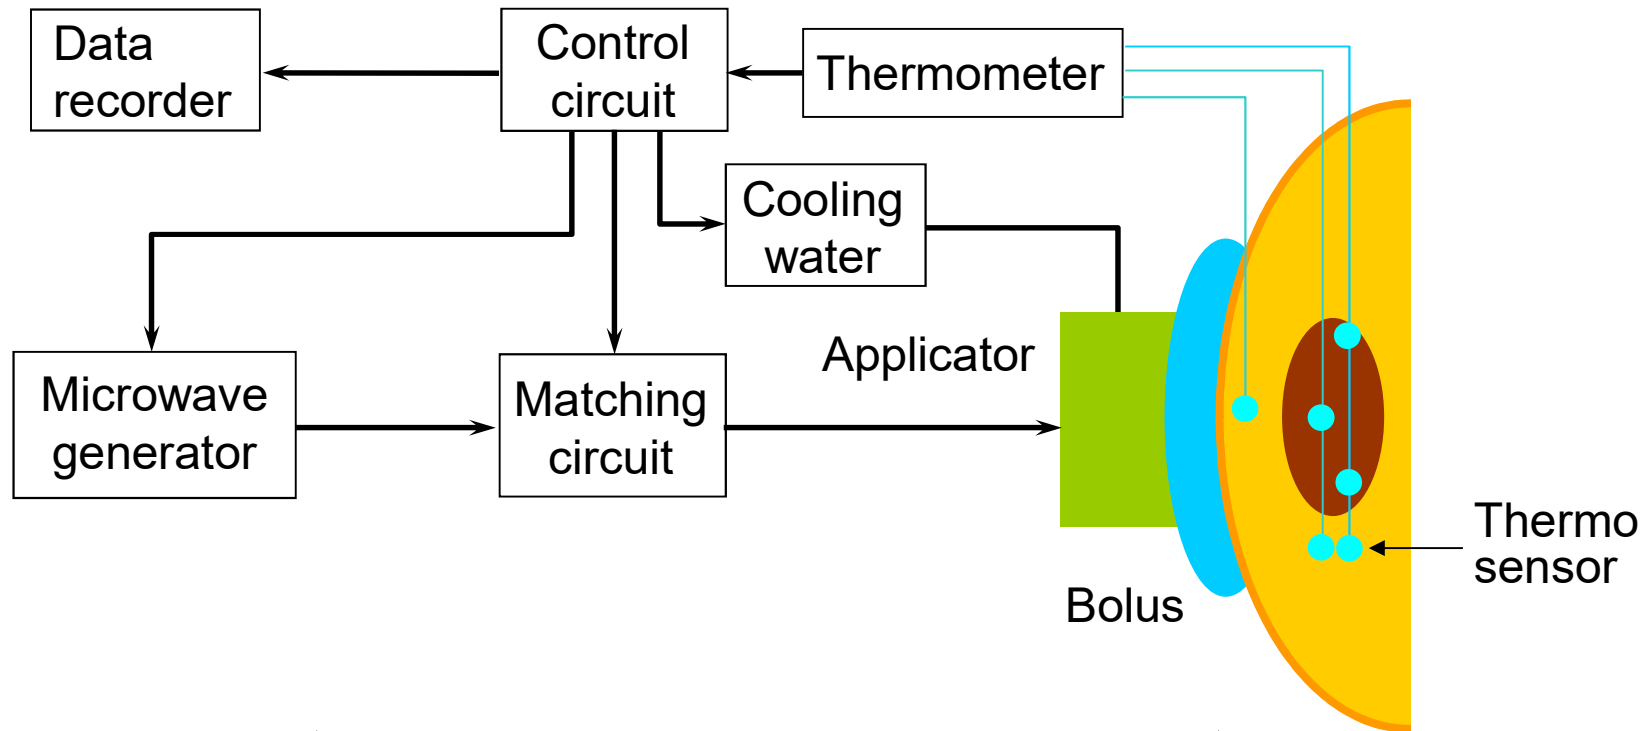 Data
recorder
Control
circuit
Thermometer
Cooling
water
Applicator
Microwave
generator
Matching
circuit
Thermo
sensor
Bolus